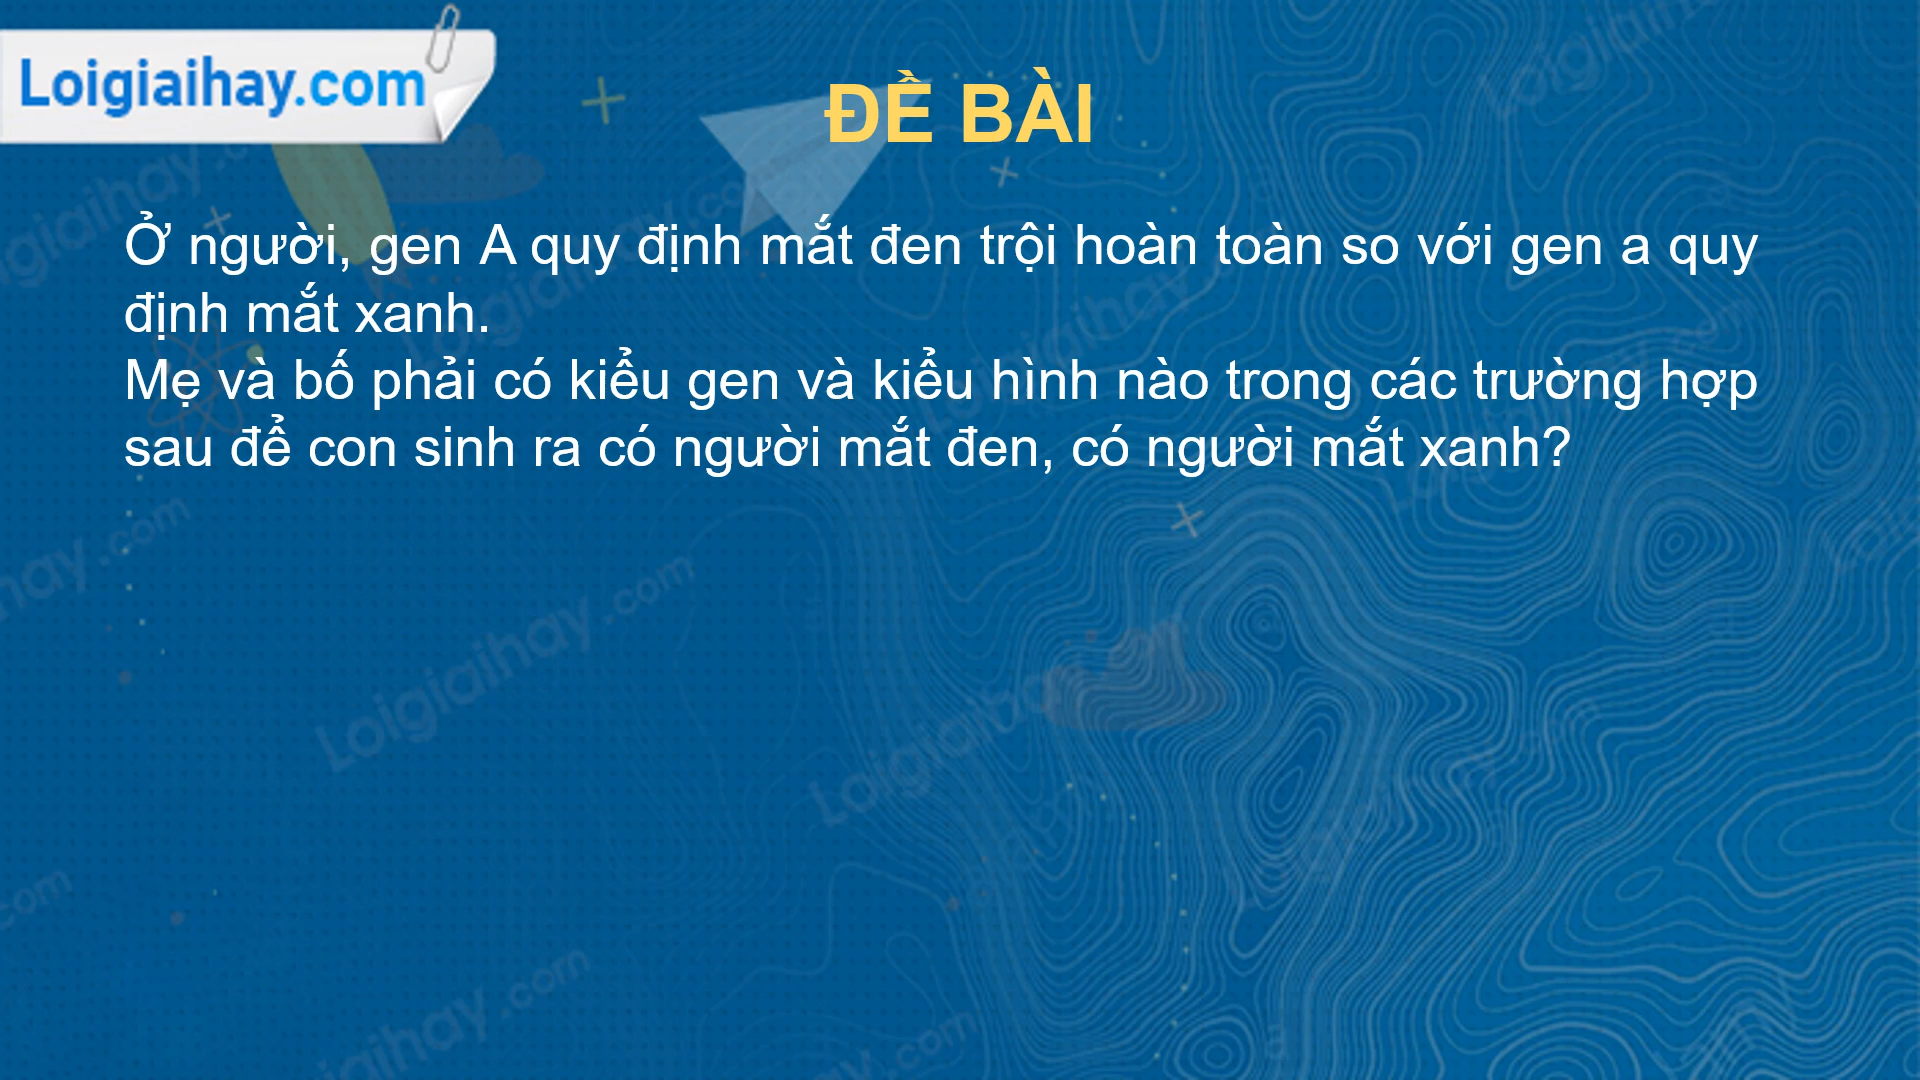 Loigiaihay.com
ĐỀ BÀI
Ở người, gen A quy định mắt đen trội hoàn toàn so với gen a quy
định mắt xanh.
Mẹ và bố phải có kiểu gen và kiểu hình nào trong các trường hợp
sau để con sinh ra có người mắt đen, có người mắt xanh?